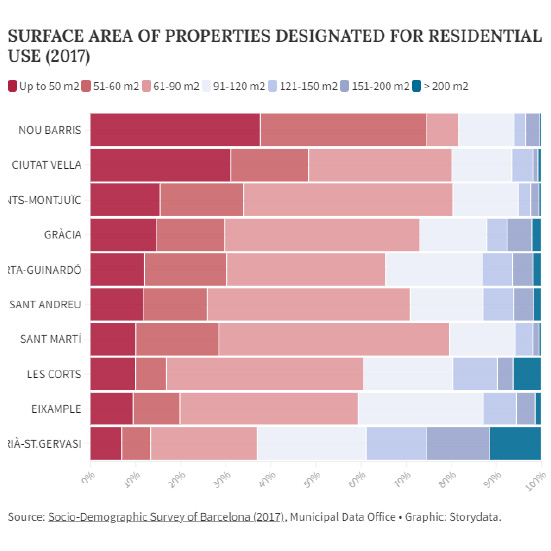 SURFACE AREA OF PROPERTIES DESIGNATED FOR RESIDENTIAL
USE (2017)
Up to 50 m2 51-60 m2 61-90 m2 91-120 m2 121-150 m2 151-200 m2 > 200 m2
NOU BARRIS
CIUTAT VELLA
NTS-MONTJUÏC
GRÀCIA
RTA-GUINARDÓ
SANT ANDREU
SANT MARTÍ
LES CORTS
EIXAMPLE
RIÀ-ST.GERVASI
0% 10% 20% 30% 40% 50% 60% 70% 80% 90% 100%
Source: Socio-Demographic Survey of Barcelona (2017), Municipal Data Office • Graphic: Storydata.